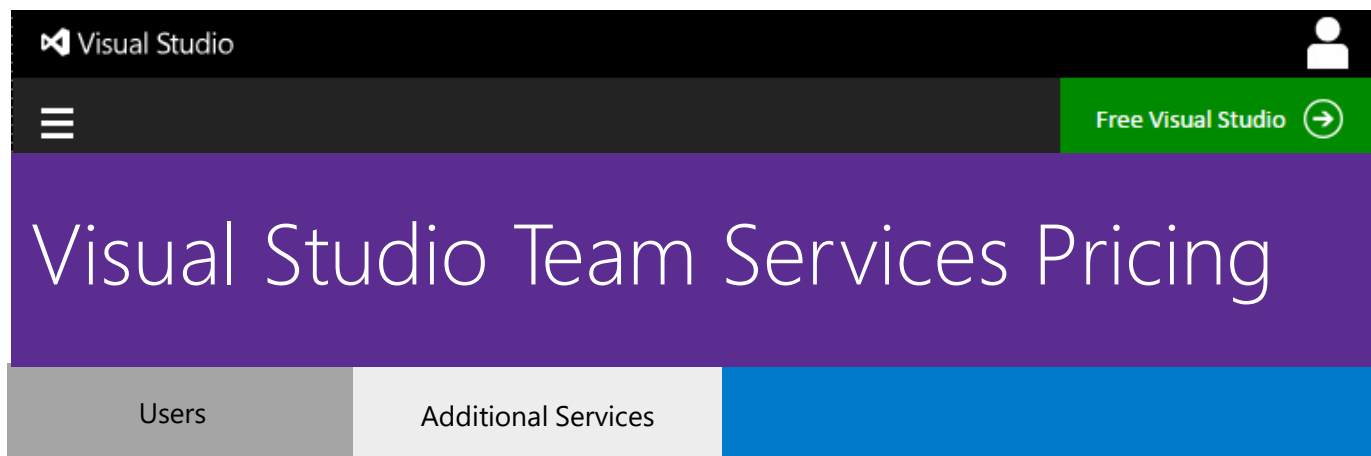 Visual Studio
Free Visual Studio
Visual Studio Team Services Pricing
Users
Additional Services